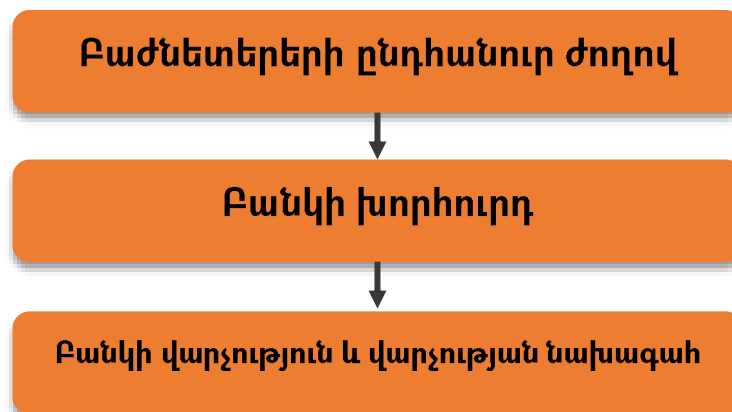 Բաժնետերերի ընդհանուր ժողով
Բանկի խորհուրդ
Բանկի վարչություն և վարչության նախագահ